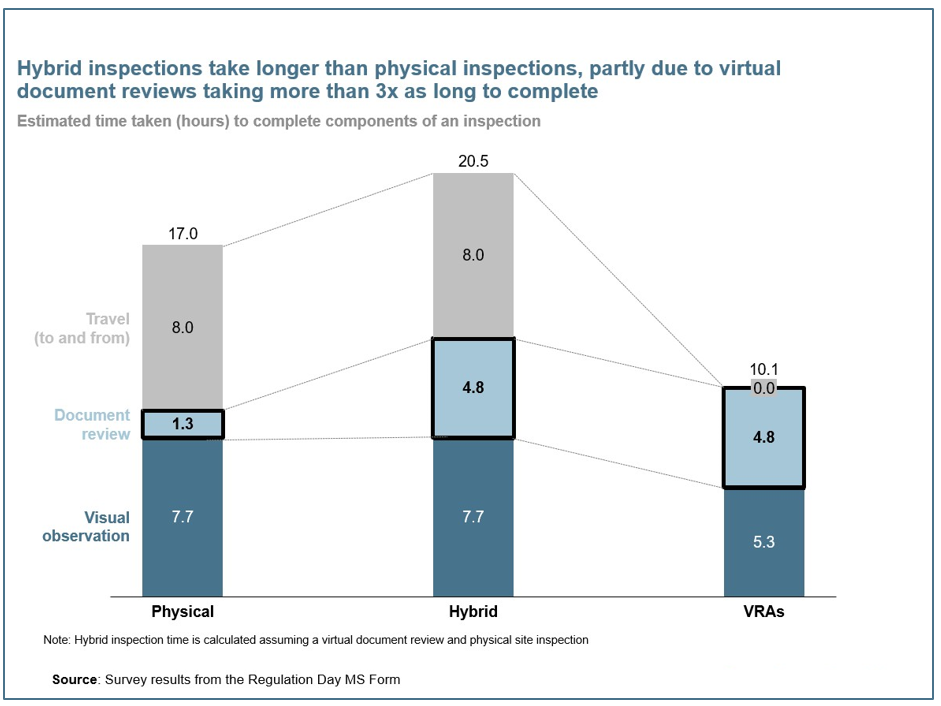 Hybrid inspections take longer than physical inspections, partly due to virtual
document reviews taking more than 3x as long to complete
Estimated time taken (hours) to complete components of an inspection
20.5
17.0
8.0
Travel
(to and from)
8.0
10.1
0.0
4.8
Document
review
1.3
4.8
Visual
observation
7.7
7.7
5.3
Physical
Hybrid
VRAs
Note: Hybrid inspection time is calculated assuming a virtual document review and physical site inspection
Source: Survey results from the Regulation Day MS Form